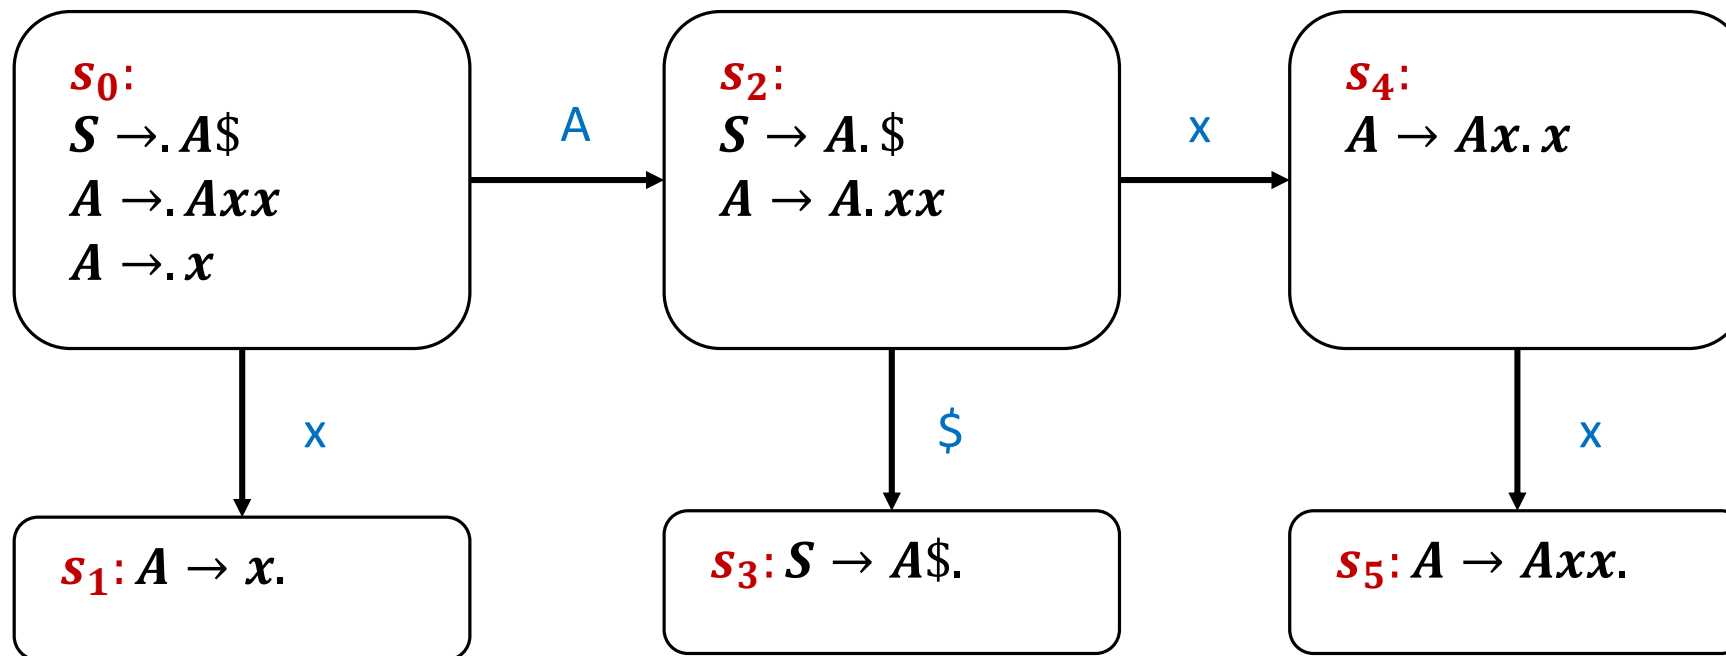 s₀:
S →. A$
A →. Axx
A →. x
A
s₂:
S → A. $
A → A. xx
x
s₄:
A → Ax. x
x
$
x
s₁: A → x.
s₃: S → A$.
s₅: A → Axx.